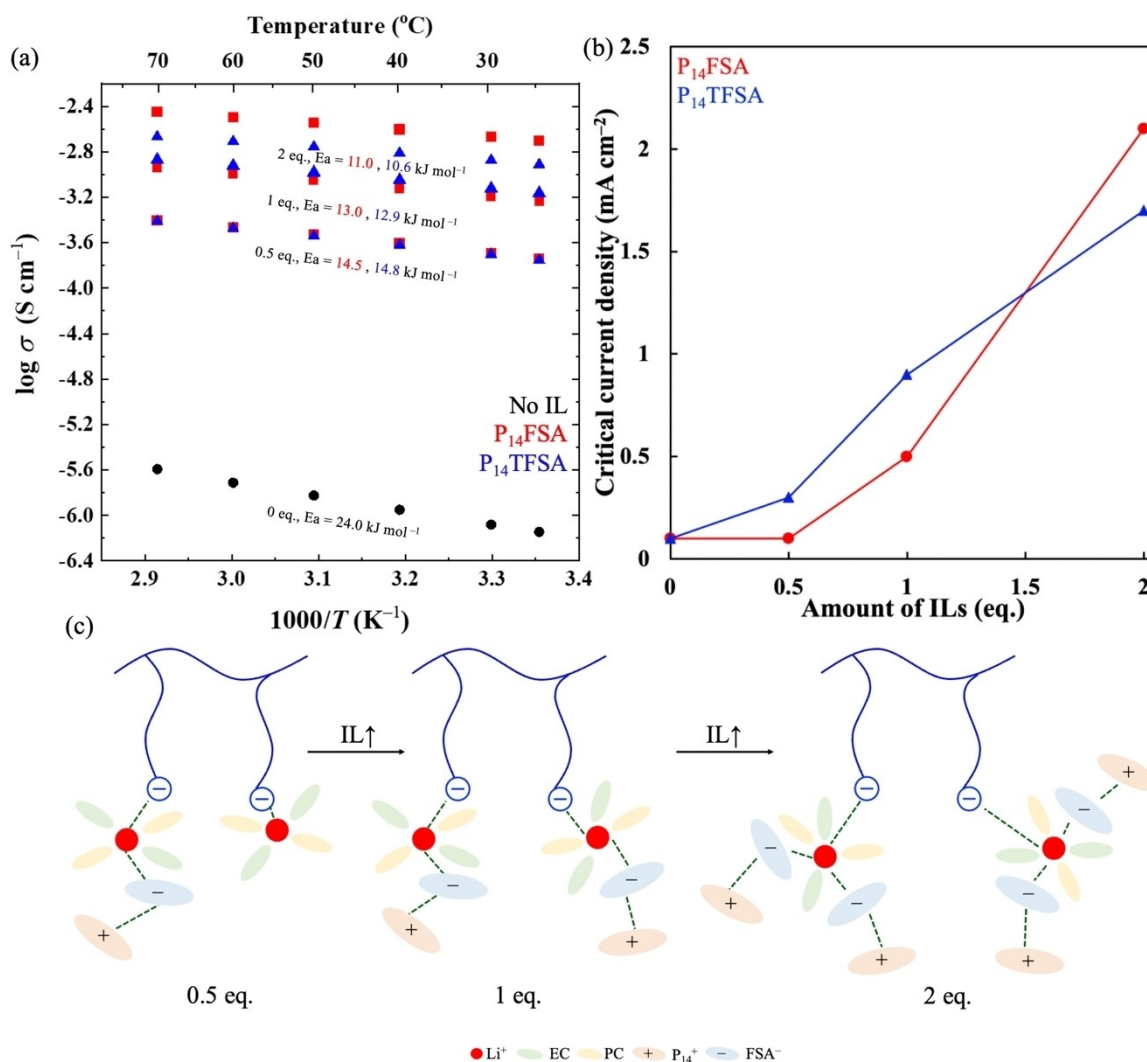 (a)
Temperature (°C)
70 60 50 40 30
-2.4
-2.8
-3.2
-3.6
-4.0
-4.4
-4.8
-5.2
-5.6
-6.0
-6.4
log σ (S cm⁻¹)
2 eq., Ea = 11.0 , 10.6 kJ mol⁻¹
1 eq., Ea = 13.0 , 12.9 kJ mol⁻¹
0.5 eq., Ea = 14.5 , 14.8 kJ mol⁻¹
No IL
P₁₄FSA
P₁₄TFSA
0 eq., Ea = 24.0 kJ mol⁻¹
2.9 3.0 3.1 3.2 3.3 3.4
1000/T (K⁻¹)
(b)
P₁₄FSA
P₁₄TFSA
2.5
2
1.5
1
0.5
0
Critical current density (mA cm⁻²)
0 0.5 1 1.5 2
Amount of ILs (eq.)
(c)
IL↑
IL↑
− − − − − −
− − − − − − −
+ + + + + + +
0.5 eq. 1 eq. 2 eq.
Li⁺ EC PC + P₁₄⁺ − FSA⁻